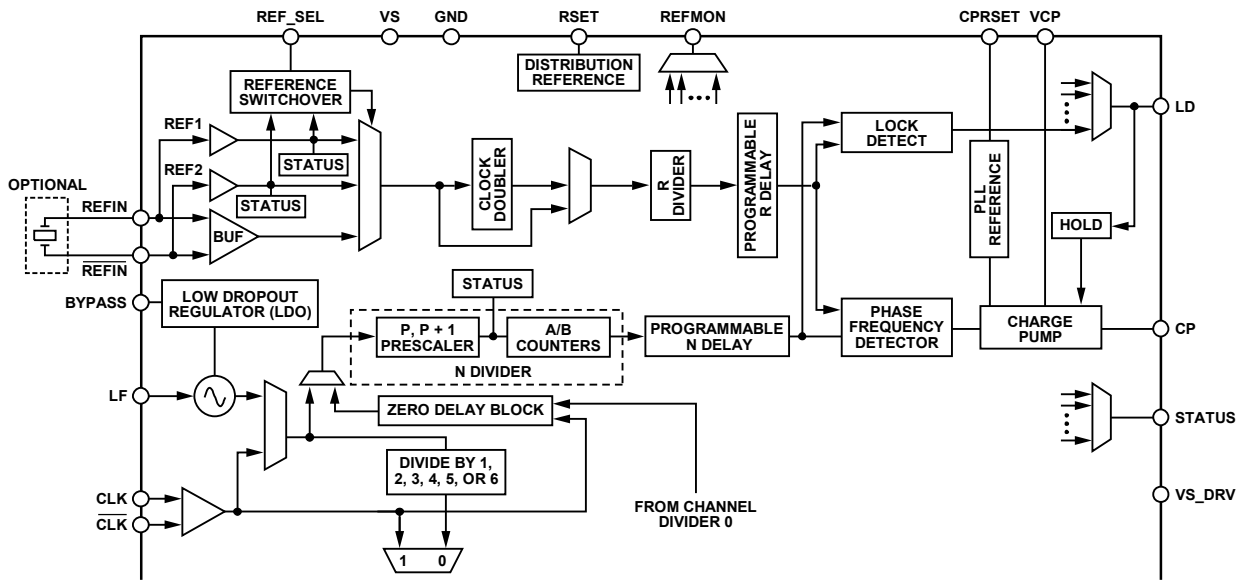 REF_SEL
VS
GND
RSET
REFMON
CPRSET
VCP
DISTRIBUTION
REFERENCE
REFERENCE
SWITCHOVER
LD
REF1
STATUS
REF2
STATUS
CLOCK
DOUBLER
R
DIVIDER
PROGRAMMABLE
R DELAY
LOCK
DETECT
PLL
REFERENCE
HOLD
OPTIONAL
REFIN
BUF
REFIN
BYPASS
LOW DROPOUT
REGULATOR (LDO)
STATUS
P, P + 1
PRESCALER
A/B
COUNTERS
N DIVIDER
PROGRAMMABLE
N DELAY
PHASE
FREQUENCY
DETECTOR
CHARGE
PUMP
CP
LF
ZERO DELAY BLOCK
STATUS
DIVIDE BY 1,
2, 3, 4, 5, OR 6
FROM CHANNEL
DIVIDER 0
VS_DRV
CLK
CLK
1 0